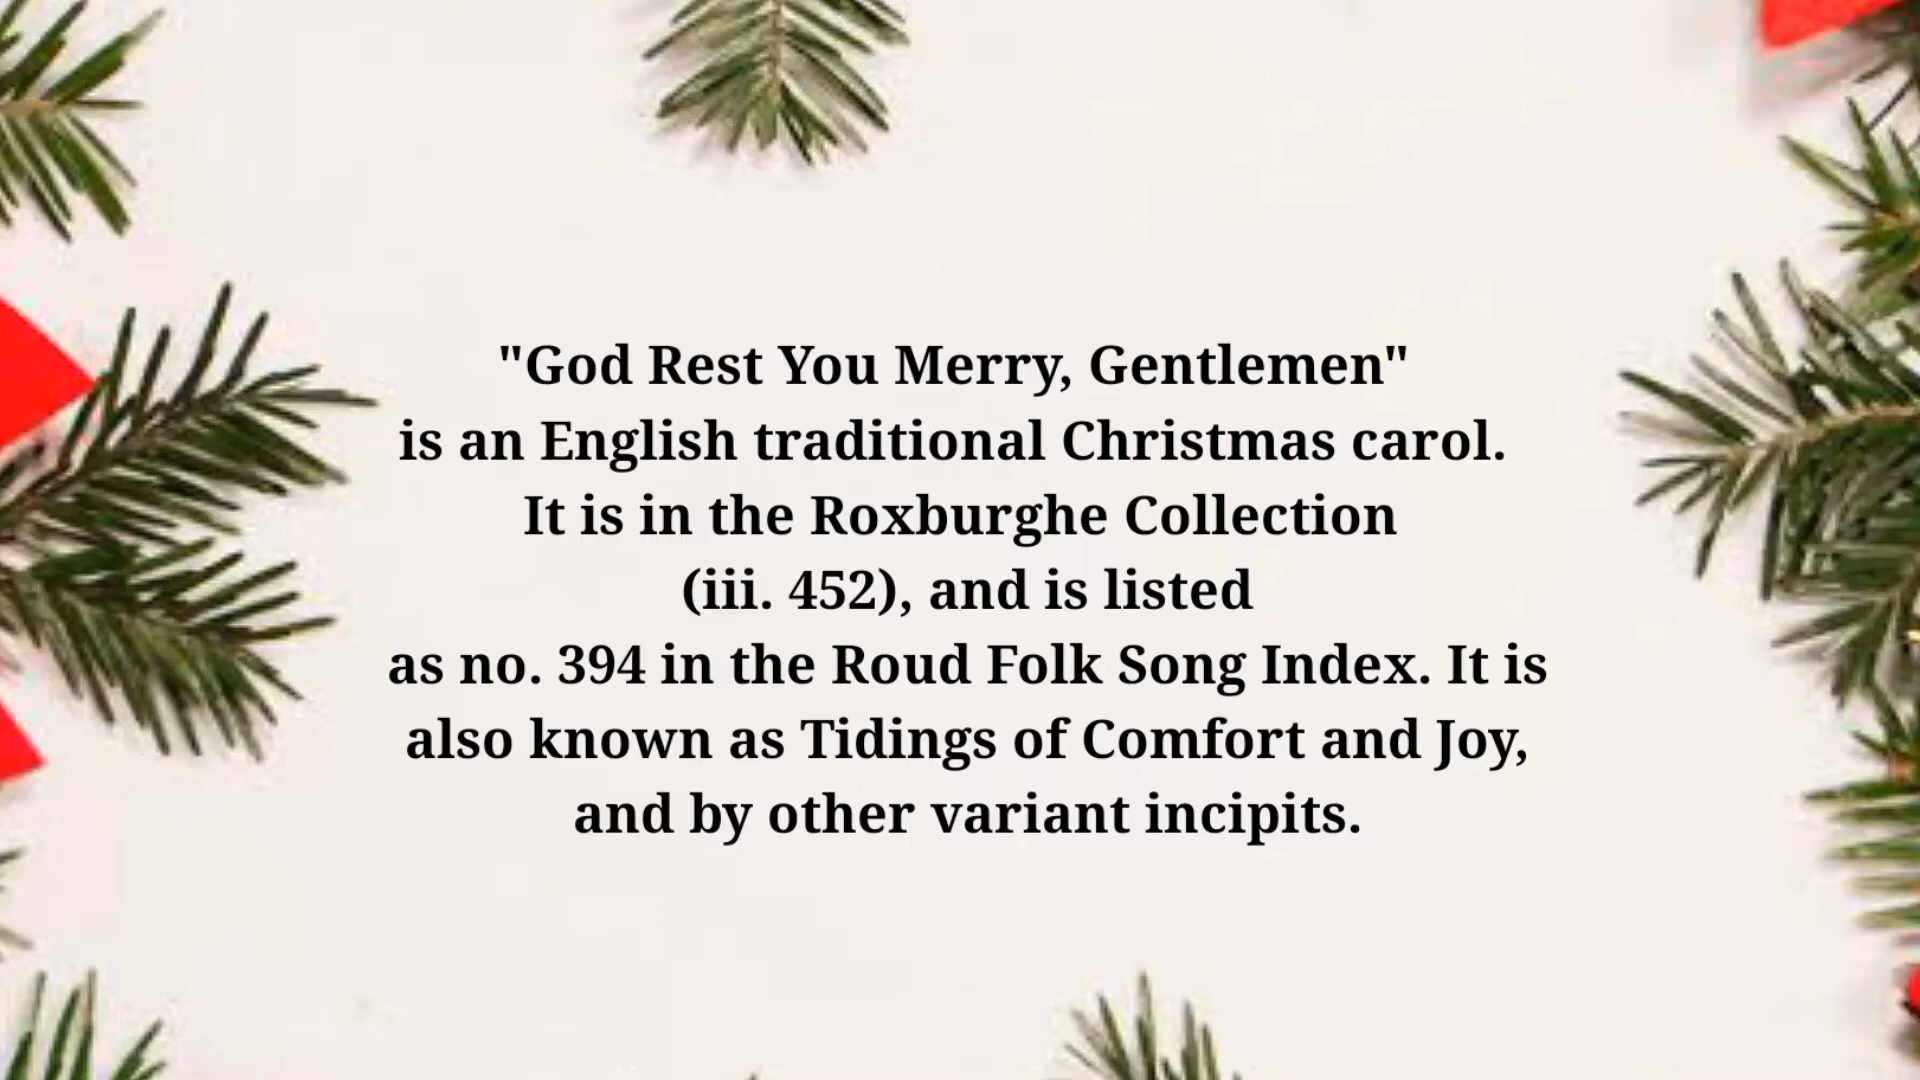 "God Rest You Merry, Gentlemen"
is an English traditional Christmas carol.
It is in the Roxburghe Collection
(iii. 452), and is listed
as no. 394 in the Roud Folk Song Index. It is
also known as Tidings of Comfort and Joy,
and by other variant incipits.